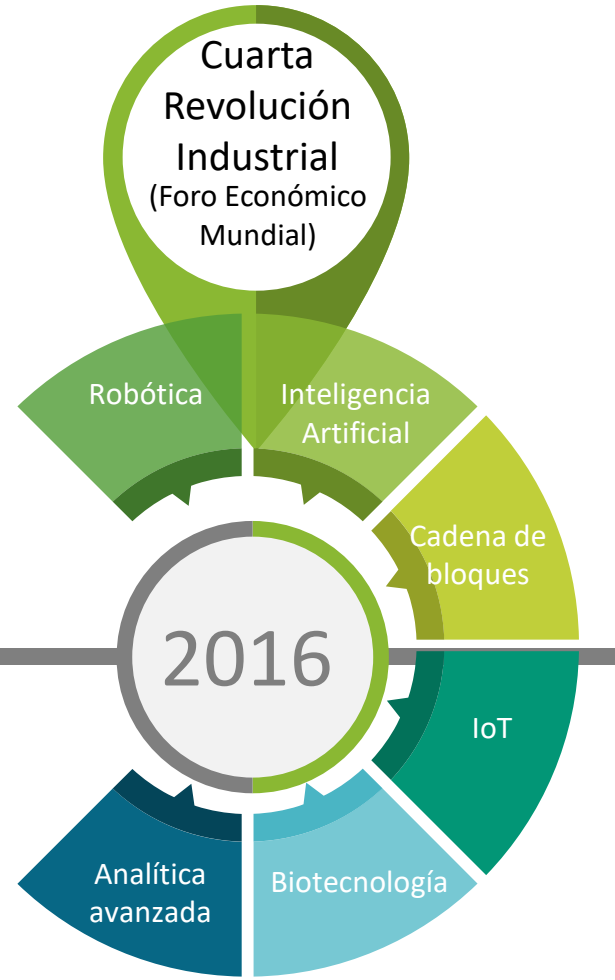 Cuarta
Revolución
Industrial
(Foro Económico
Mundial)
Robótica
Inteligencia
Artificial
Cadena de
bloques
2016
IoT
Biotecnología
Analítica
avanzada